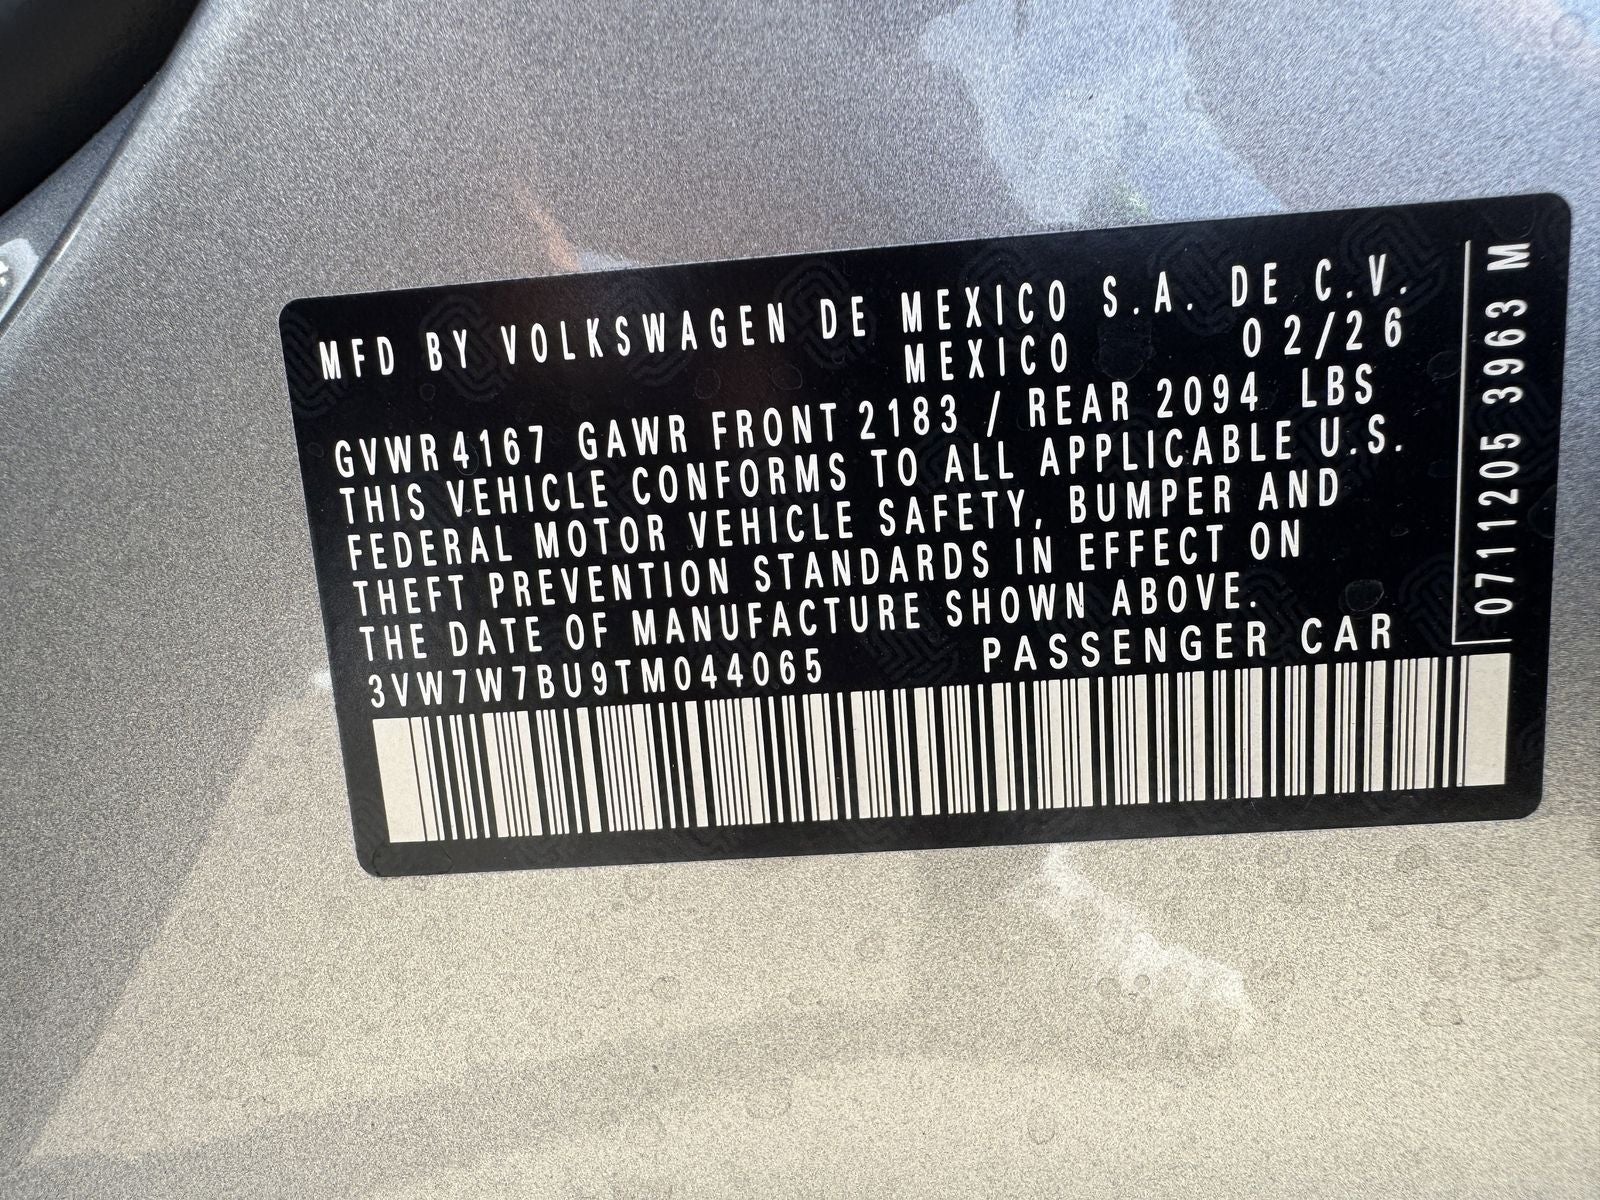 MFD BY VOLKSWAGEN DE MEXICO S.A. DE C.V.
MEXICO 02/26
GVWR 4167 GAWR FRONT 2183 / REAR 2094 LBS
THIS VEHICLE CONFORMS TO ALL APPLICABLE U.S.
FEDERAL MOTOR VEHICLE SAFETY, BUMPER AND
THEFT PREVENTION STANDARDS IN EFFECT ON
THE DATE OF MANUFACTURE SHOWN ABOVE.
3VW7W7BU9TM044065 PASSENGER CAR
0711205 3963 M